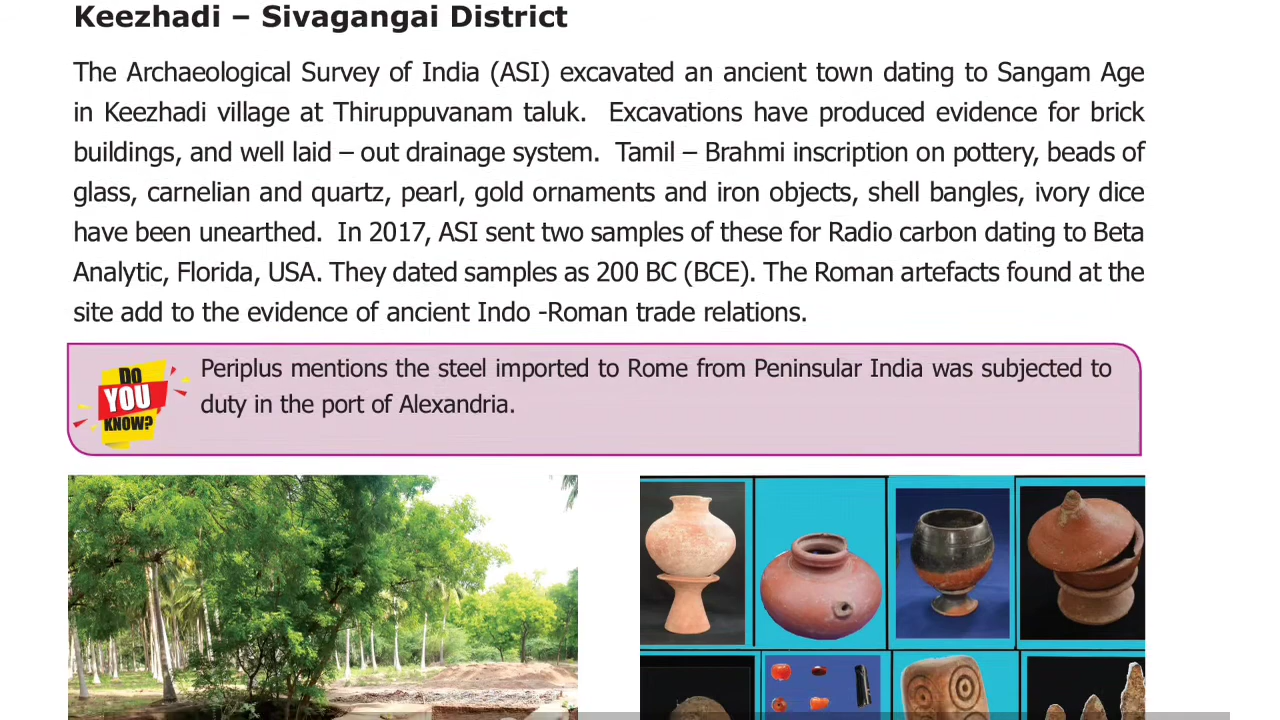 Keezhadi – Sivagangai District
The Archaeological Survey of India (ASI) excavated an ancient town dating to Sangam Age
in Keezhadi village at Thiruppuvanam taluk. Excavations have produced evidence for brick
buildings, and well laid – out drainage system. Tamil – Brahmi inscription on pottery, beads of
glass, carnelian and quartz, pearl, gold ornaments and iron objects, shell bangles, ivory dice
have been unearthed. In 2017, ASI sent two samples of these for Radio carbon dating to Beta
Analytic, Florida, USA. They dated samples as 200 BC (BCE). The Roman artefacts found at the
site add to the evidence of ancient Indo -Roman trade relations.
DO
YOU
KNOW?
Periplus mentions the steel imported to Rome from Peninsular India was subjected to
duty in the port of Alexandria.